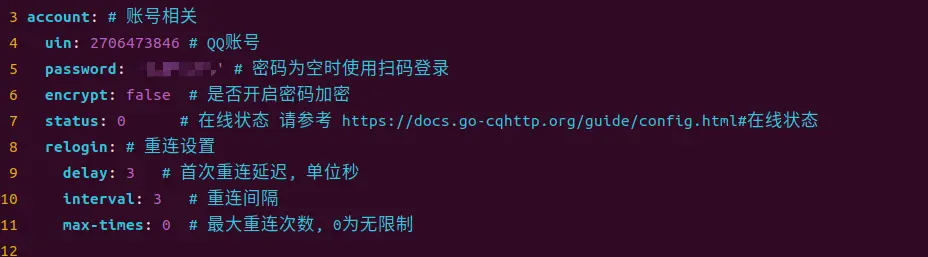 3 account: # 账号相关
4 uin: 2706473846 # QQ账号
5 password: ' # 密码为空时使用扫码登录
6 encrypt: false # 是否开启密码加密
7 status: 0 # 在线状态 请参考 https://docs.go-cqhttp.org/guide/config.html#在线状态
8 relogin: # 重连设置
9 delay: 3 # 首次重连延迟, 单位秒
10 interval: 3 # 重连间隔
11 max-times: 0 # 最大重连次数, 0为无限制
12